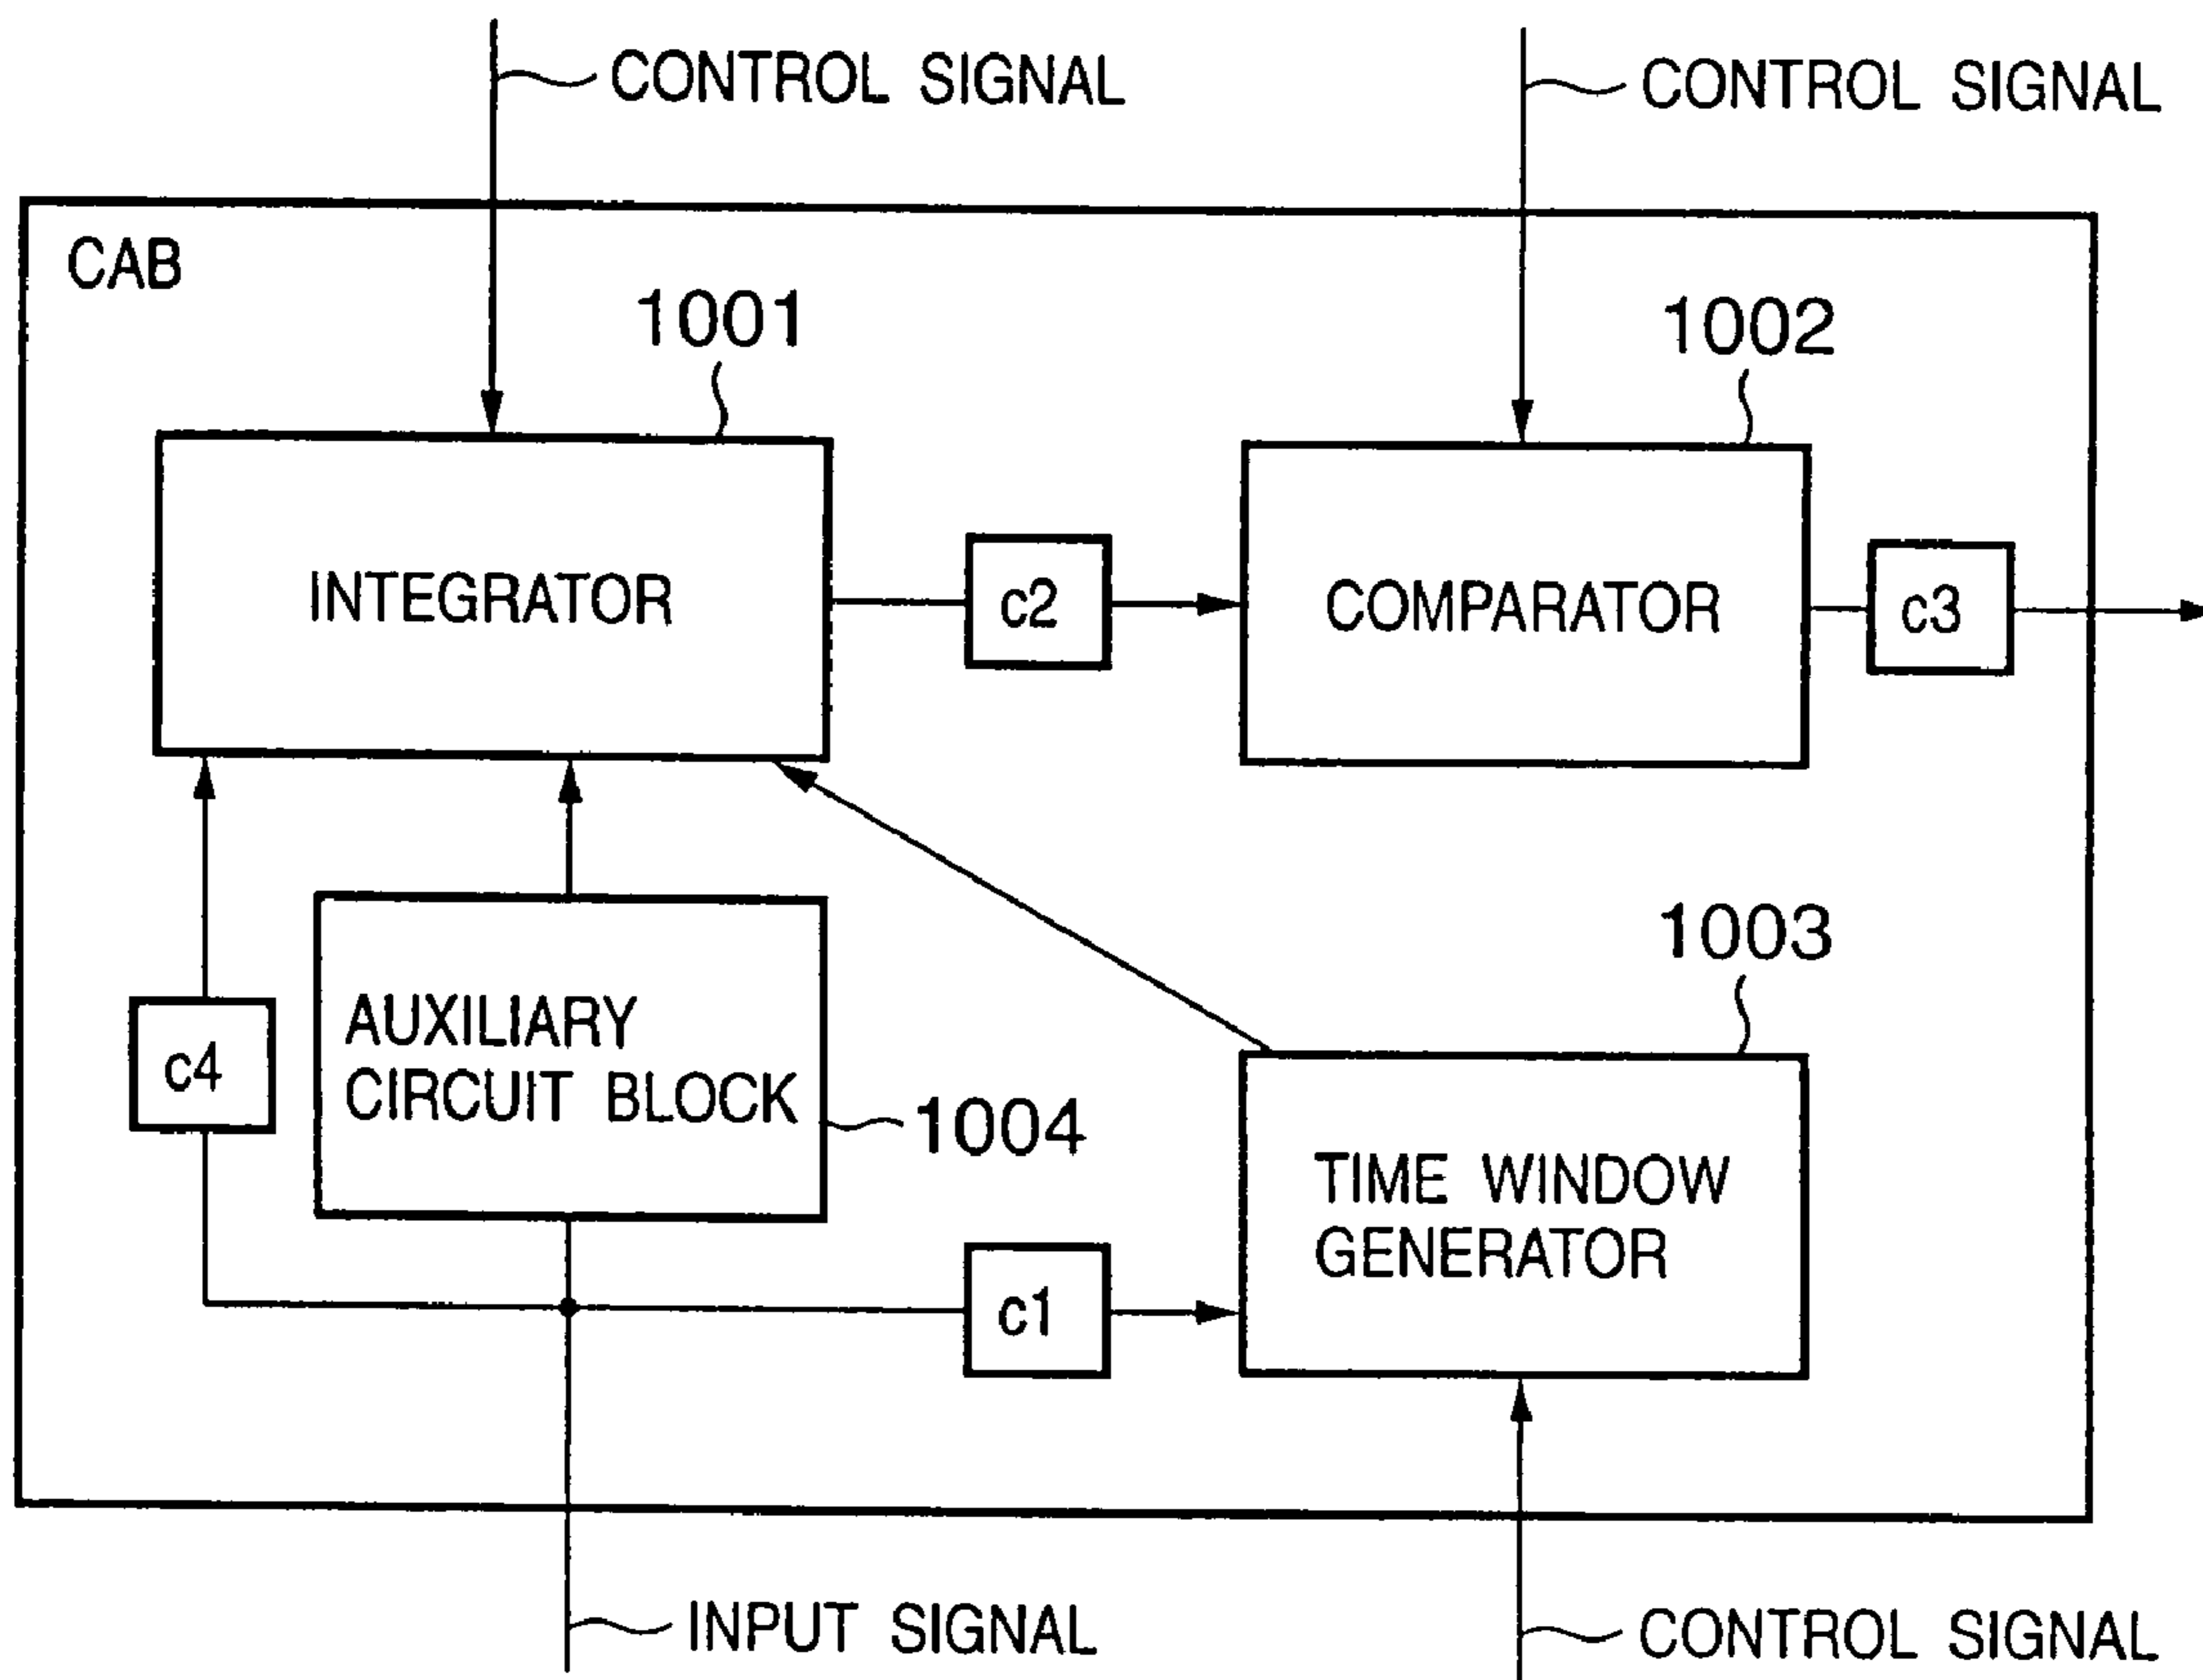 CONTROL SIGNAL
CONTROL SIGNAL
CAB
1001
1002
INTEGRATOR
c2
COMPARATOR
c3
1003
AUXILIARY
CIRCUIT BLOCK
c4
1004
TIME WINDOW
GENERATOR
c1
INPUT SIGNAL
CONTROL SIGNAL